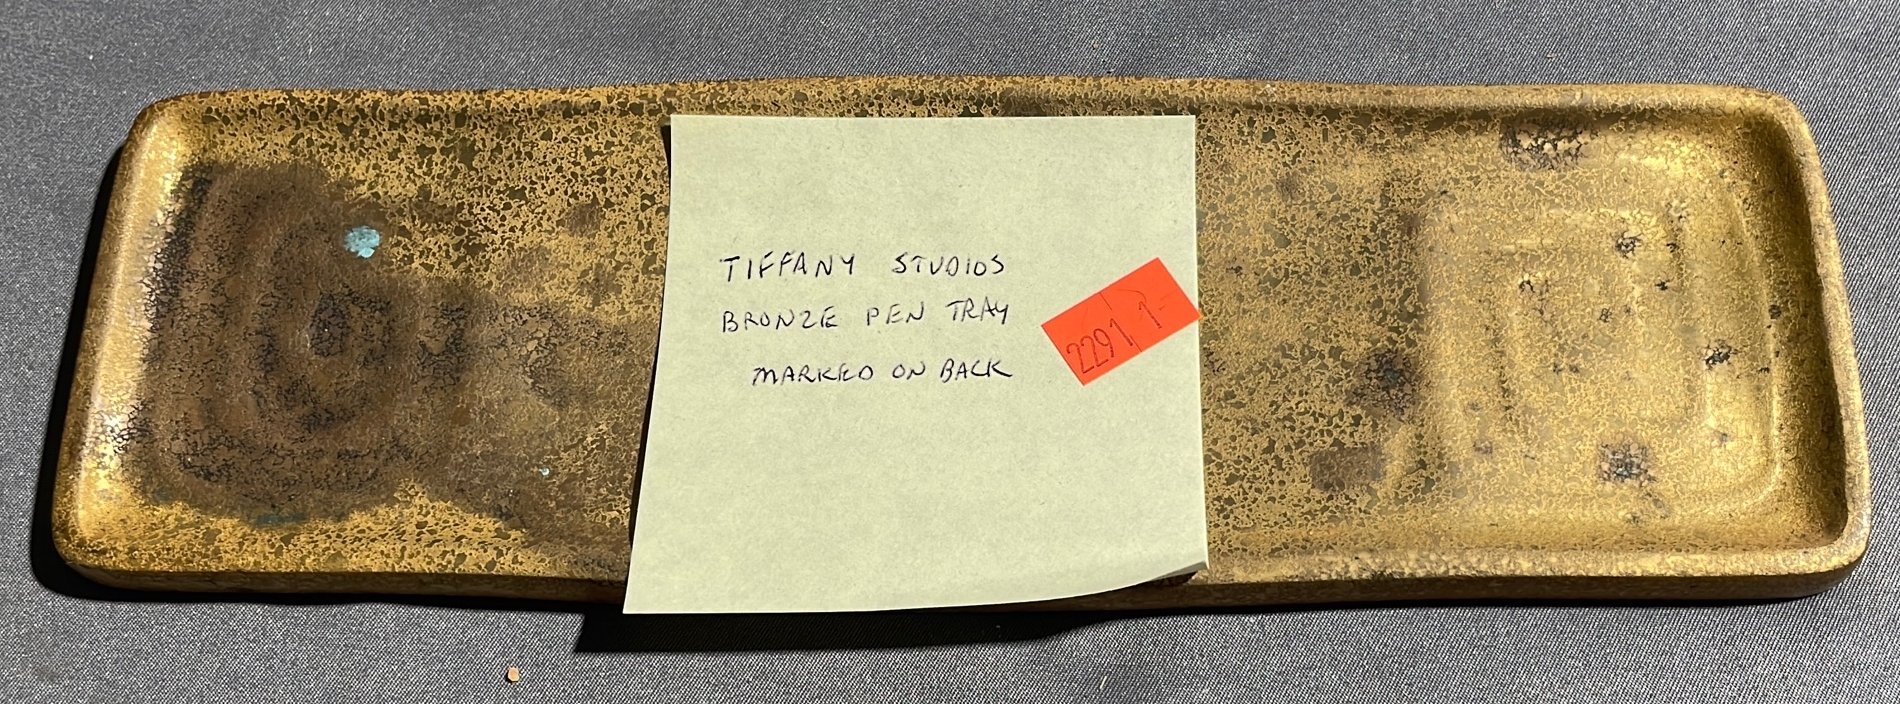 TIFFANY STUDIOS
BRONZE PEN TRAY
MARKED ON BACK
2291 1-